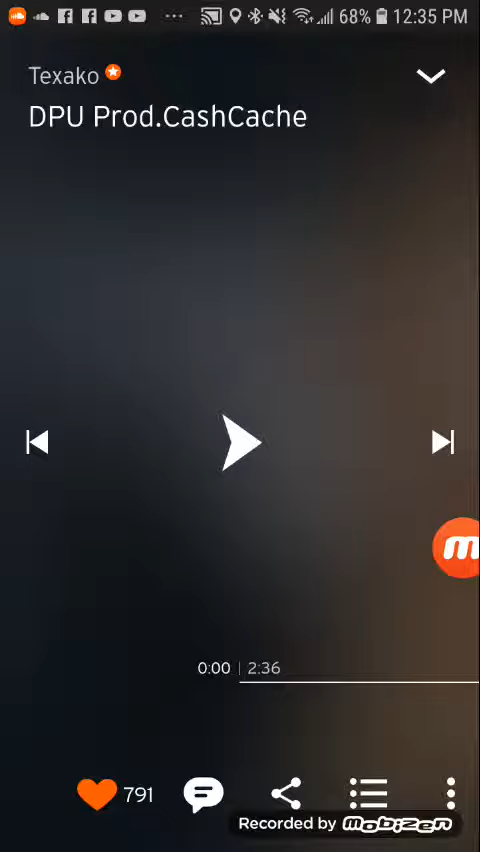 68% 12:35 PM
Texako
DPU Prod.CashCache
m
0:00 | 2:36
791
Recorded by mobizen